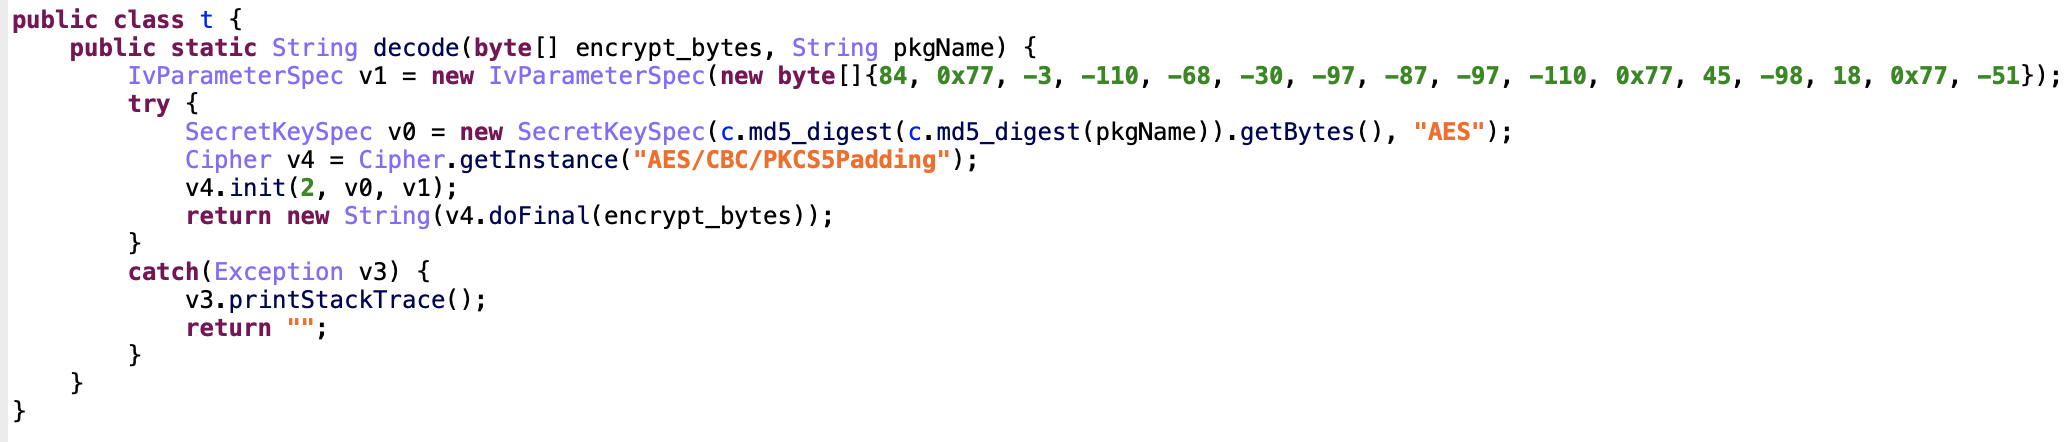 public class t {
    public static String decode(byte[] encrypt_bytes, String pkgName) {
        IvParameterSpec v1 = new IvParameterSpec(new byte[]{84, 0x77, -3, -110, -68, -30, -97, -87, -97, -110, 0x77, 45, -98, 18, 0x77, -51});
        try {
            SecretKeySpec v0 = new SecretKeySpec(c.md5_digest(c.md5_digest(pkgName)).getBytes(), "AES");
            Cipher v4 = Cipher.getInstance("AES/CBC/PKCS5Padding");
            v4.init(2, v0, v1);
            return new String(v4.doFinal(encrypt_bytes));
        }
        catch(Exception v3) {
            v3.printStackTrace();
            return "";
        }
    }
}